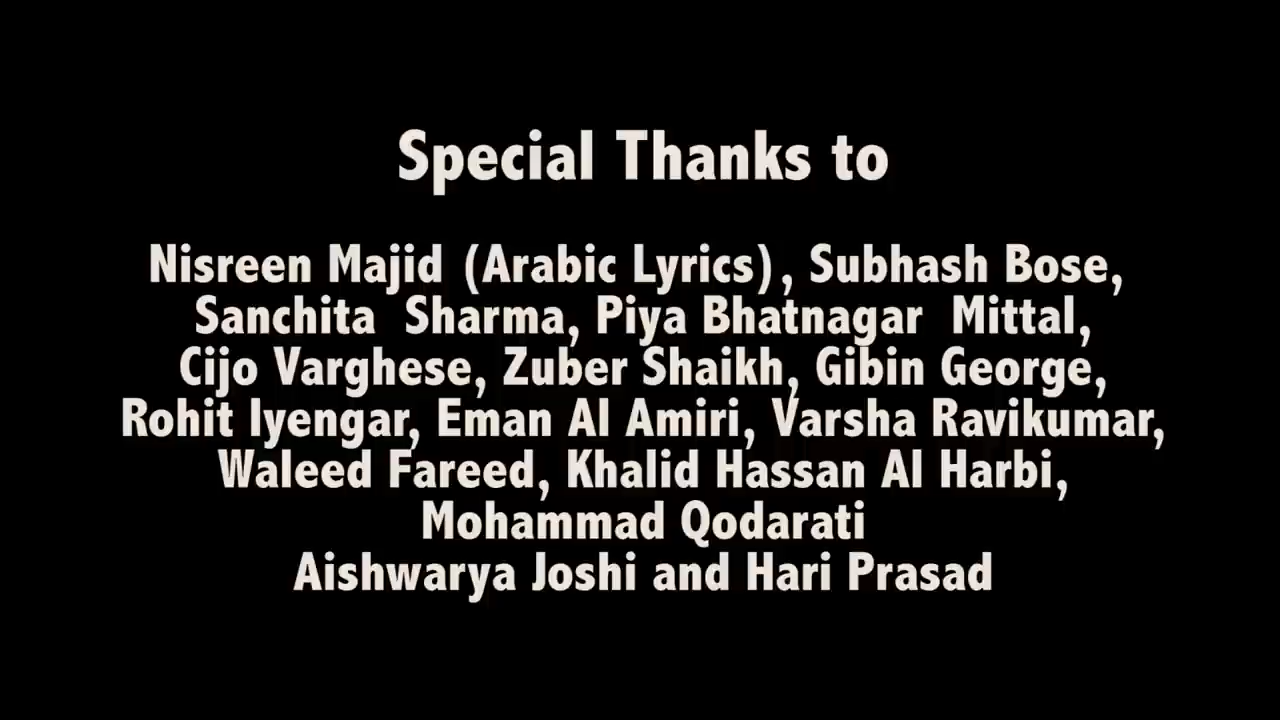 Special Thanks to
Nisreen Majid (Arabic Lyrics), Subhash Bose,
Sanchita Sharma, Piya Bhatnagar Mittal,
Cijo Varghese, Zuber Shaikh, Gibin George,
Rohit Iyengar, Eman Al Amiri, Varsha Ravikumar,
Waleed Fareed, Khalid Hassan Al Harbi,
Mohammad Qodarati
Aishwarya Joshi and Hari Prasad